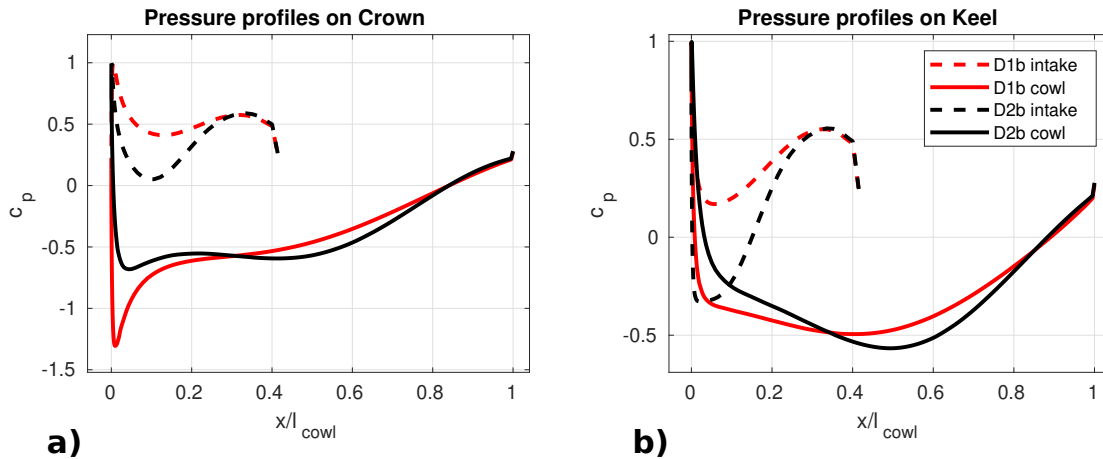 Pressure profiles on Crown
1
0.5
0
-0.5
-1
-1.5
c p
0 0.2 0.4 0.6 0.8 1
x/l cowl
a)
Pressure profiles on Keel
1
0.5
0
-0.5
c p
D1b intake
D1b cowl
D2b intake
D2b cowl
0 0.2 0.4 0.6 0.8 1
x/l cowl
b)